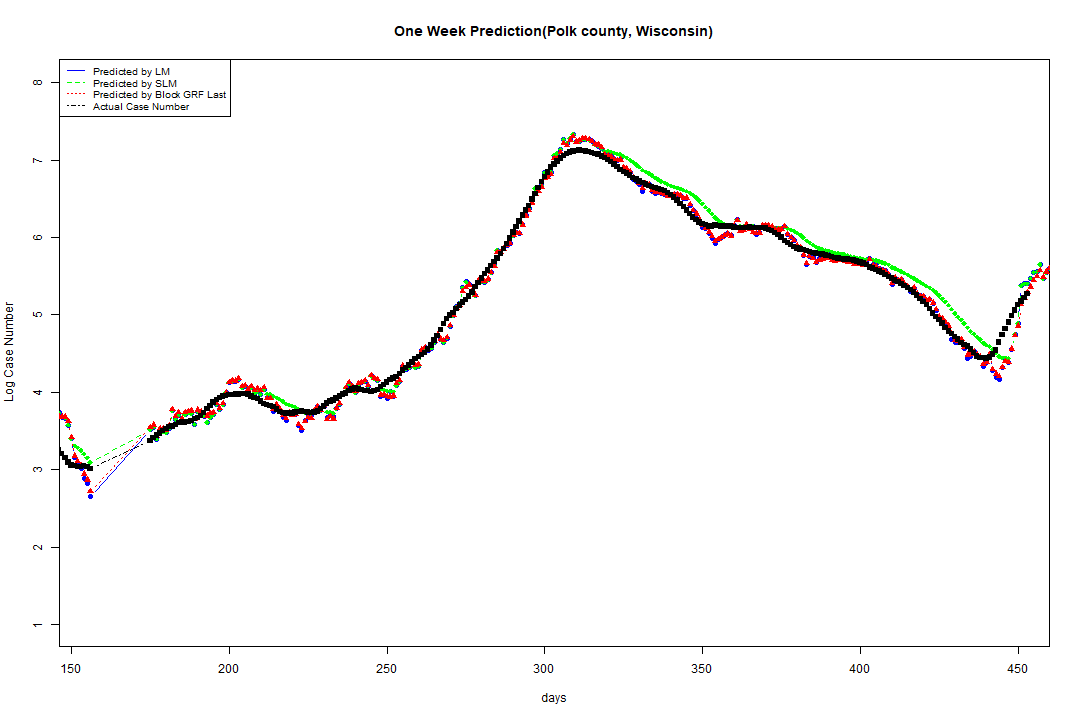 One Week Prediction(Polk county, Wisconsin)
Predicted by LM
Predicted by SLM
Predicted by Block GRF Last
Actual Case Number
Log Case Number
8
7
6
5
4
3
2
1
150 200 250 300 350 400 450
days